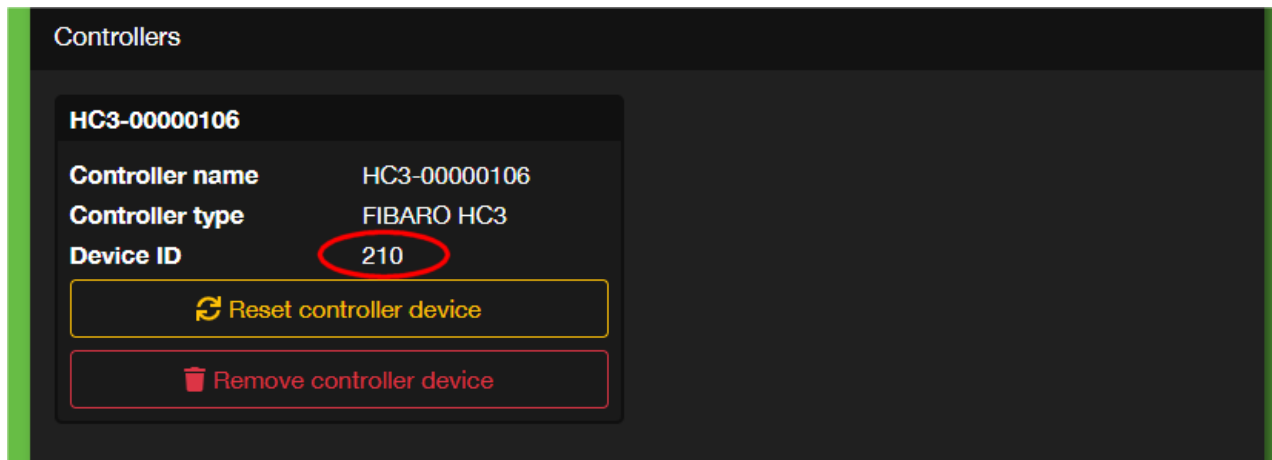 Controllers
HC3-00000106
Controller name HC3-00000106
Controller type FIBARO HC3
Device ID 210
Reset controller device
Remove controller device